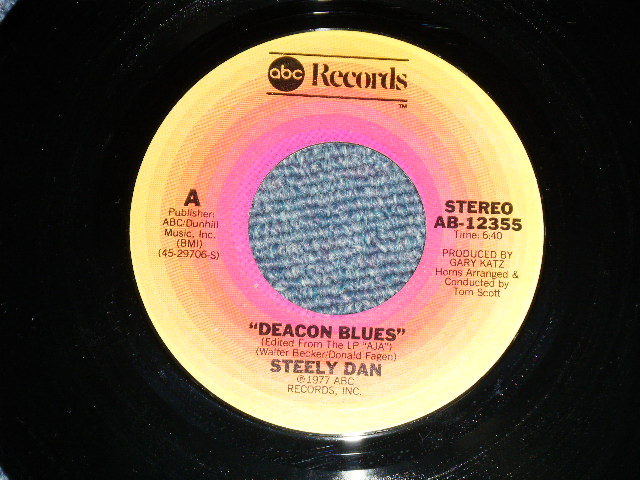 abc Records
TM
A
Publisher:
ABC/Dunhill
Music, Inc.
(BMI)
(45-29706-S)
STEREO
AB-12355
Time: 6:40
PRODUCED BY
GARY KATZ
Horns Arranged &
Conducted by
Tom Scott
"DEACON BLUES"
(Edited From The LP "AJA")
(Walter Becker/Donald Fagen)
STEELY DAN
℗1977 ABC
RECORDS, INC.